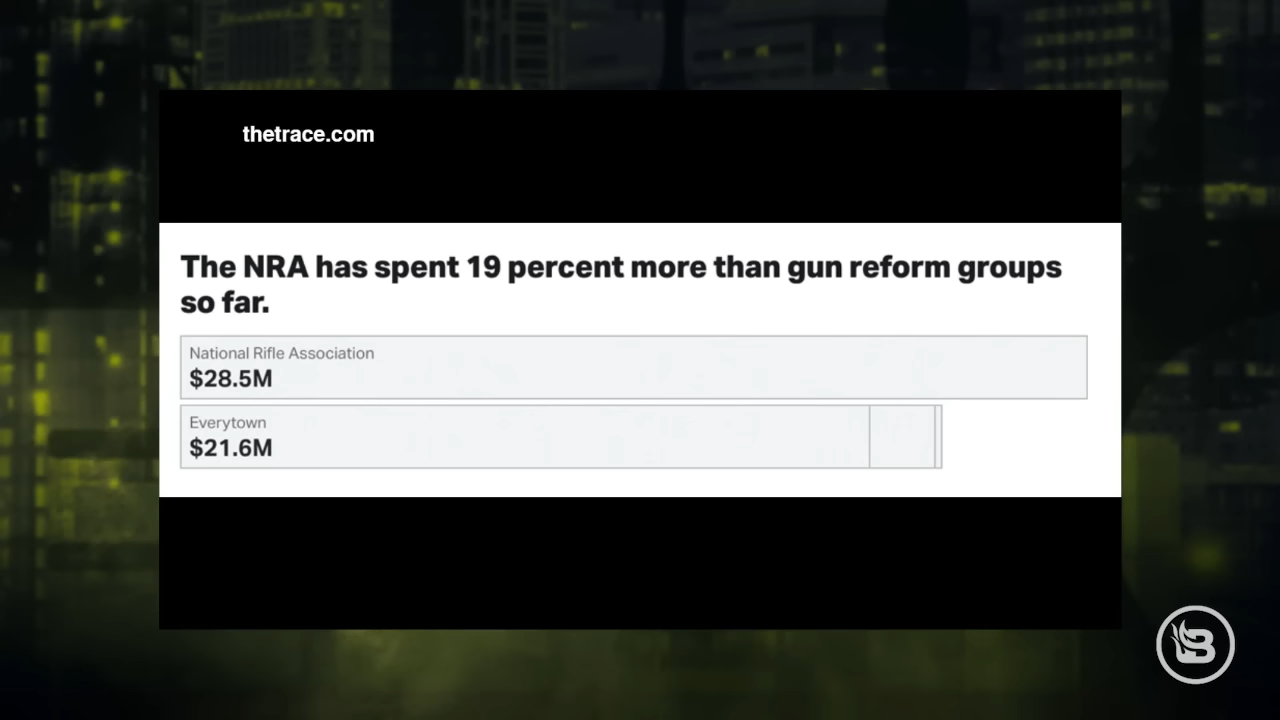 thetrace.com
The NRA has spent 19 percent more than gun reform groups
so far.
National Rifle Association
$28.5M
Everytown
$21.6M
B